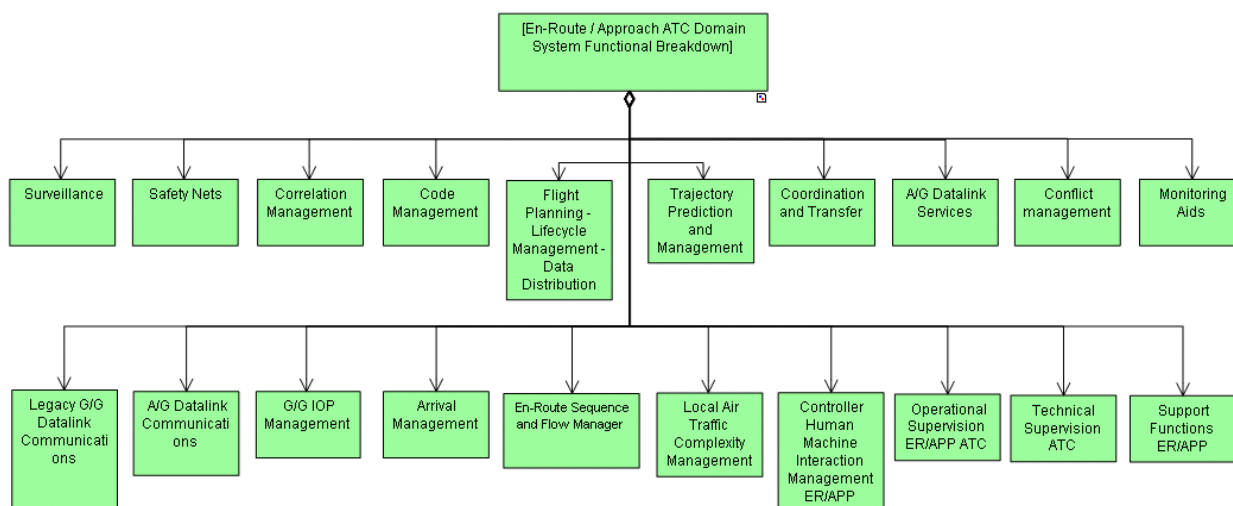 [En-Route / Approach ATC Domain
System Functional Breakdown]
Surveillance
Safety Nets
Correlation
Management
Code
Management
Flight
Planning -
Lifecycle
Management -
Data
Distribution
Trajectory
Prediction
and
Management
Coordination
and Transfer
A/G Datalink
Services
Conflict
management
Monitoring
Aids
Legacy G/G
Datalink
Communicati
ons
A/G Datalink
Communicati
ons
G/G IOP
Management
Arrival
Management
En-Route Sequence
and Flow Manager
Local Air
Traffic
Complexity
Management
Controller
Human
Machine
Interaction
Management
ER/APP
Operational
Supervision
ER/APP ATC
Technical
Supervision
ATC
Support
Functions
ER/APP